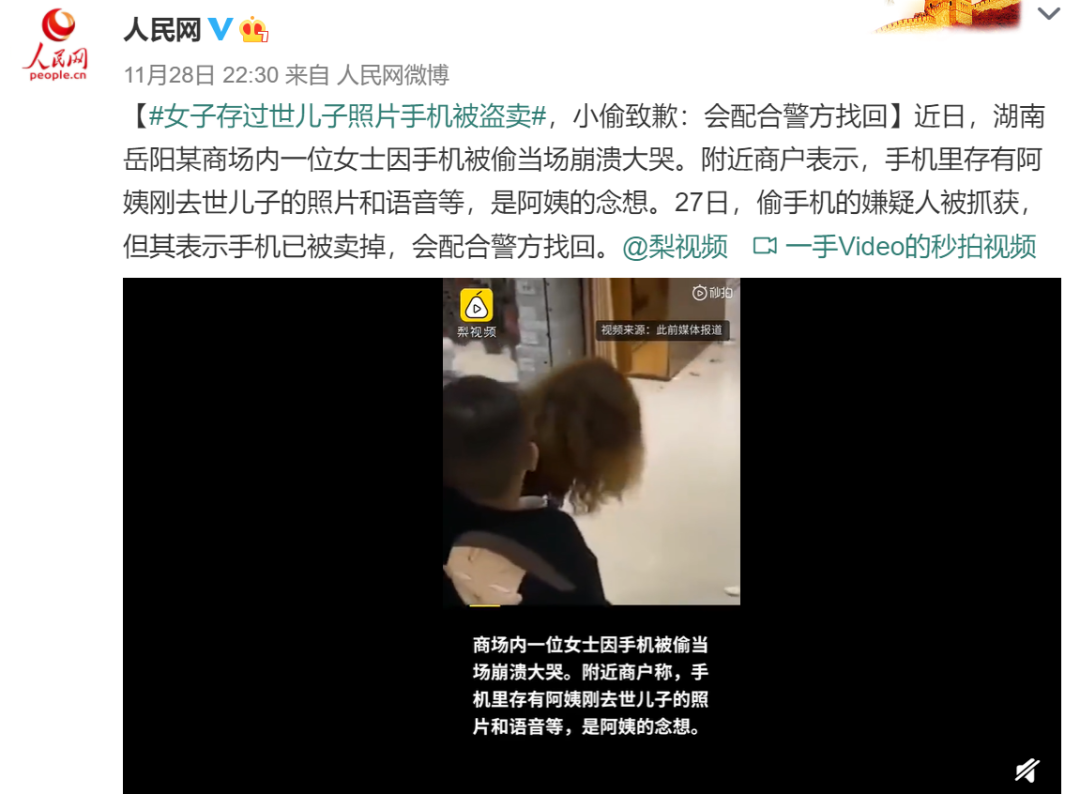 人民网
人民网
people.cn
11月28日 22:30 来自 人民网微博
【#女子存过世儿子照片手机被盗卖#，小偷致歉：会配合警方找回】近日，湖南
岳阳某商场内一位女士因手机被偷当场崩溃大哭。附近商户表示，手机里存有阿
姨刚去世儿子的照片和语音等，是阿姨的念想。27日，偷手机的嫌疑人被抓获，
但其表示手机已被卖掉，会配合警方找回。@梨视频 一手Video的秒拍视频
梨视频
秒拍
视频来源：此前媒体报道
商场内一位女士因手机被偷当
场崩溃大哭。附近商户称，手
机里存有阿姨刚去世儿子的照
片和语音等，是阿姨的念想。